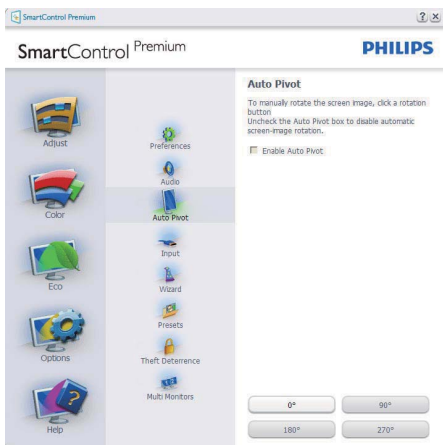 SmartControl Premium
SmartControl Premium
PHILIPS
Adjust
Color
Eco
Options
Help
Preferences
Audio
Auto Pivot
Input
Wizard
Presets
Theft Deterrence
Multi Monitors
Auto Pivot
To manually rotate the screen image, click a rotation
button
Uncheck the Auto Pivot box to disable automatic
screen-image rotation.
Enable Auto Pivot
0°
90°
180°
270°